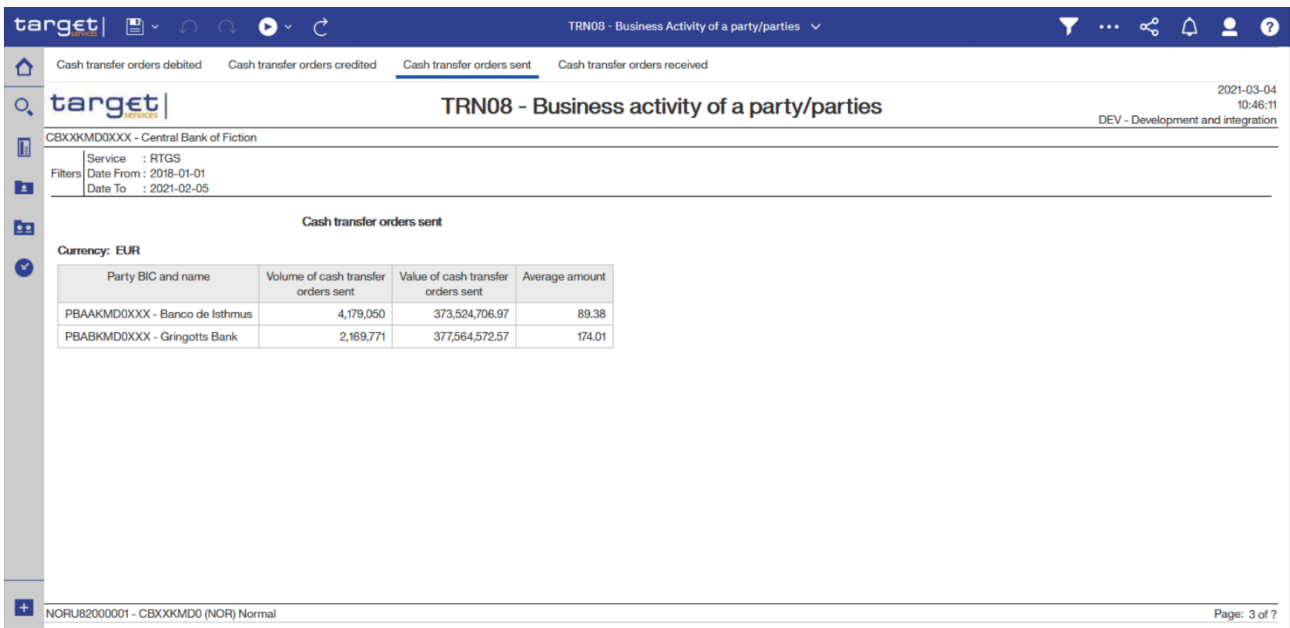 target| services TRN08 - Business Activity of a party/parties
Cash transfer orders debited Cash transfer orders credited Cash transfer orders sent Cash transfer orders received
target| services TRN08 - Business activity of a party/parties
2021-03-04
10:46:11
DEV - Development and integration
CBXXKMD0XXX - Central Bank of Fiction
Filters
Service : RTGS
Date From : 2018-01-01
Date To : 2021-02-05
Cash transfer orders sent
Currency: EUR
Party BIC and name Volume of cash transfer orders sent Value of cash transfer orders sent Average amount
PBAAKMD0XXX - Banco de Isthmus 4,179,050 373,524,706.97 89.38
PBABKMD0XXX - Gringotts Bank 2,169,771 377,564,572.57 174.01
NORU82000001 - CBXXKMD0 (NOR) Normal Page: 3 of ?